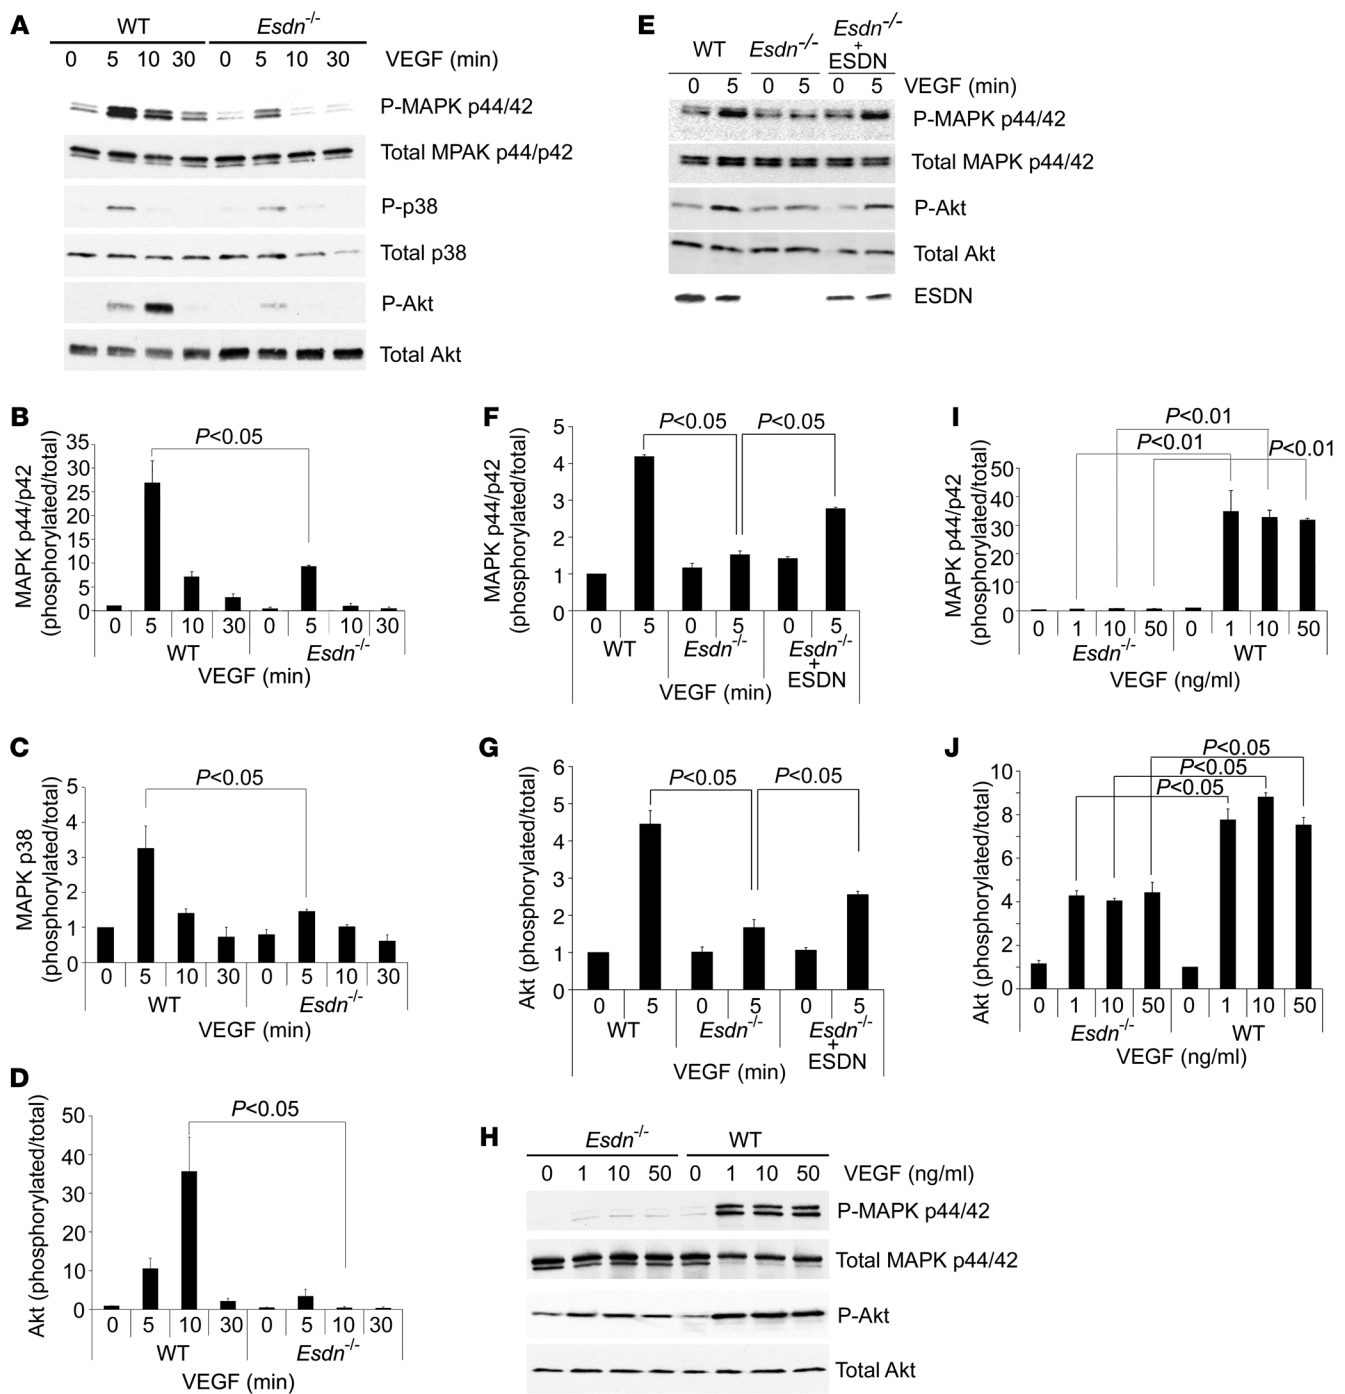 A
WT Esdn-/-
0 5 10 30 0 5 10 30 VEGF (min)
P-MAPK p44/42
Total MPAK p44/p42
P-p38
Total p38
P-Akt
Total Akt
E
WT Esdn-/- Esdn-/- + ESDN
0 5 0 5 0 5 VEGF (min)
P-MAPK p44/42
Total MAPK p44/42
P-Akt
Total Akt
ESDN
B
MAPK p44/p42
(phosphorylated/total)
35
30
25
20
15
10
5
0
P<0.05
0 5 10 30 0 5 10 30
WT Esdn-/-
VEGF (min)
F
MAPK p44/p42
(phosphorylated/total)
5
4
3
2
1
0
P<0.05 P<0.05
0 5 0 5 0 5
WT Esdn-/- Esdn-/-
+
VEGF (min) ESDN
I
MAPK p44/p42
(phosphorylated/total)
50
40
30
20
10
0
P<0.01
P<0.01
P<0.01
0 1 10 50 0 1 10 50
Esdn-/- WT
VEGF (ng/ml)
C
MAPK p38
(phosphorylated/total)
5
4
3
2
1
0
P<0.05
0 5 10 30 0 5 10 30
WT Esdn-/-
VEGF (min)
G
Akt (phosphorylated/total)
6
5
4
3
2
1
0
P<0.05 P<0.05
0 5 0 5 0 5
WT Esdn-/- Esdn-/-
+
VEGF (min) ESDN
J
Akt (phosphorylated/total)
10
8
6
4
2
0
P<0.05
P<0.05
P<0.05
0 1 10 50 0 1 10 50
Esdn-/- WT
VEGF (ng/ml)
D
Akt (phosphorylated/total)
50
40
30
20
10
0
P<0.05
0 5 10 30 0 5 10 30
WT Esdn-/-
VEGF (min)
H
Esdn-/- WT
0 1 10 50 0 1 10 50 VEGF (ng/ml)
P-MAPK p44/42
Total MAPK p44/42
P-Akt
Total Akt